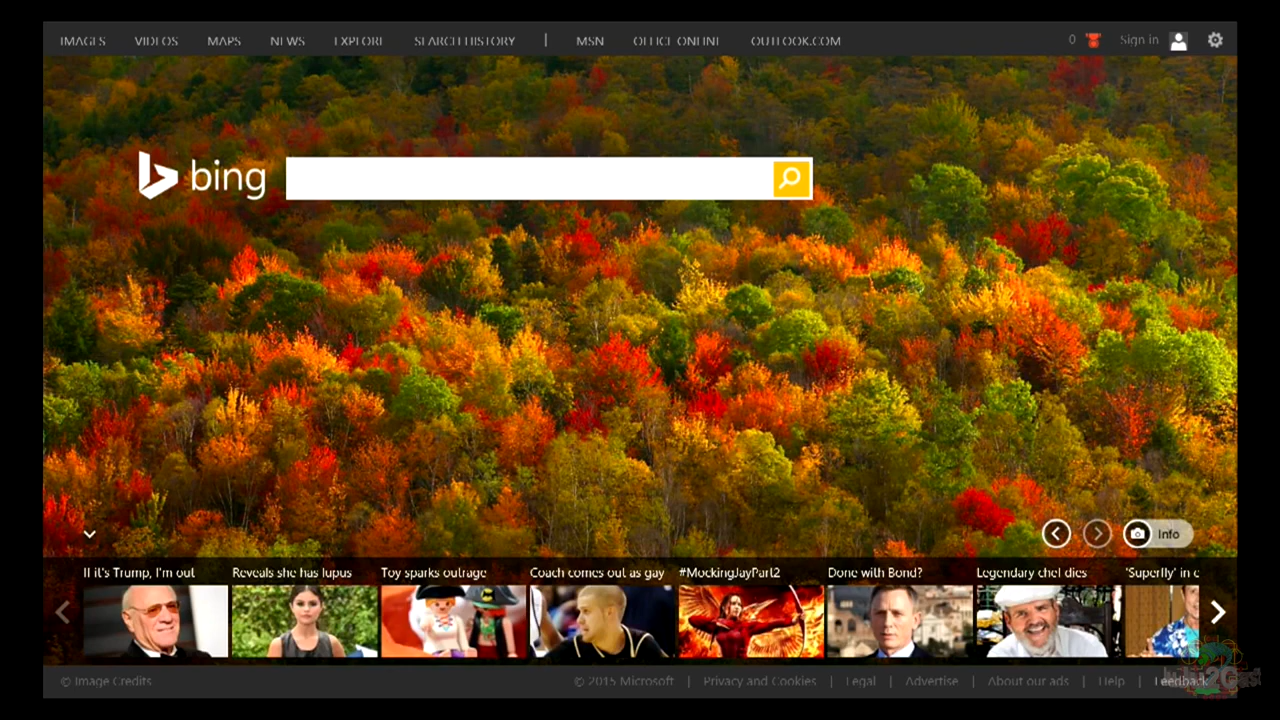 IMAGES VIDEOS MAPS NEWS EXPLORE SEARCH HISTORY | MSN OFFICE ONLINE OUTLOOK.COM 0 Sign in
bing
Info
If it's Trump, I'm out Reveals she has lupus Toy sparks outrage Coach comes out as gay #MockingJayPart2 Done with Bond? Legendary chef dies 'Superfly' in c
© Image Credits © 2015 Microsoft | Privacy and Cookies | Legal | Advertise | About our ads | Help | Feedback